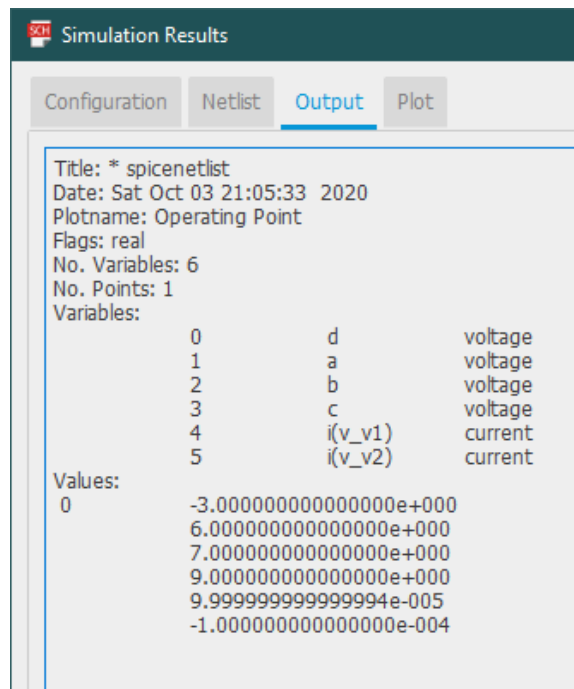 SCH
Simulation Results
Configuration Netlist Output Plot
Title: * spicenetlist
Date: Sat Oct 03 21:05:33 2020
Plotname: Operating Point
Flags: real
No. Variables: 6
No. Points: 1
Variables:
0 d voltage
1 a voltage
2 b voltage
3 c voltage
4 i(v_v1) current
5 i(v_v2) current
Values:
0 -3.000000000000000e+000
6.000000000000000e+000
7.000000000000000e+000
9.000000000000000e+000
9.999999999999994e-005
-1.000000000000000e-004